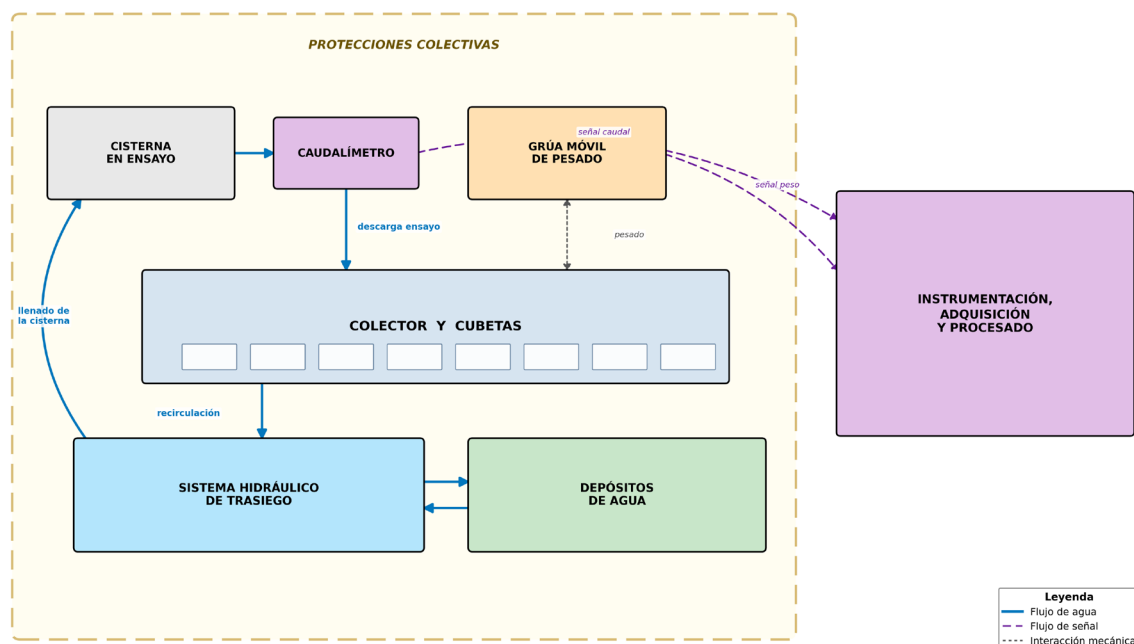 PROTECCIONES COLECTIVAS
CISTERNA
EN ENSAYO
CAUDALÍMETRO
GRÚA MÓVIL
DE PESADO
señal caudal
señal peso
descarga ensayo
pesado
llenado de
la cisterna
COLECTOR Y CUBETAS
INSTRUMENTACIÓN,
ADQUISICIÓN
Y PROCESADO
recirculación
SISTEMA HIDRÁULICO
DE TRASIEGO
DEPÓSITOS
DE AGUA
Leyenda
Flujo de agua
Flujo de señal
Interacción mecánica